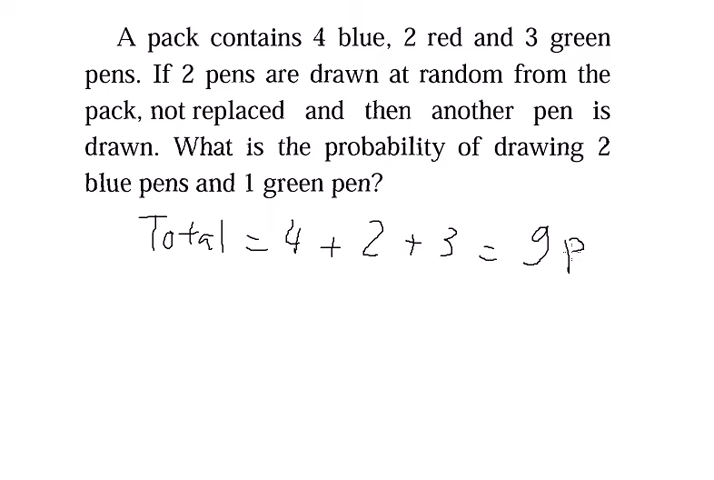 A pack contains 4 blue, 2 red and 3 green
pens. If 2 pens are drawn at random from the
pack, not replaced and then another pen is
drawn. What is the probability of drawing 2
blue pens and 1 green pen?
Total = 4 + 2 + 3 = 9 p